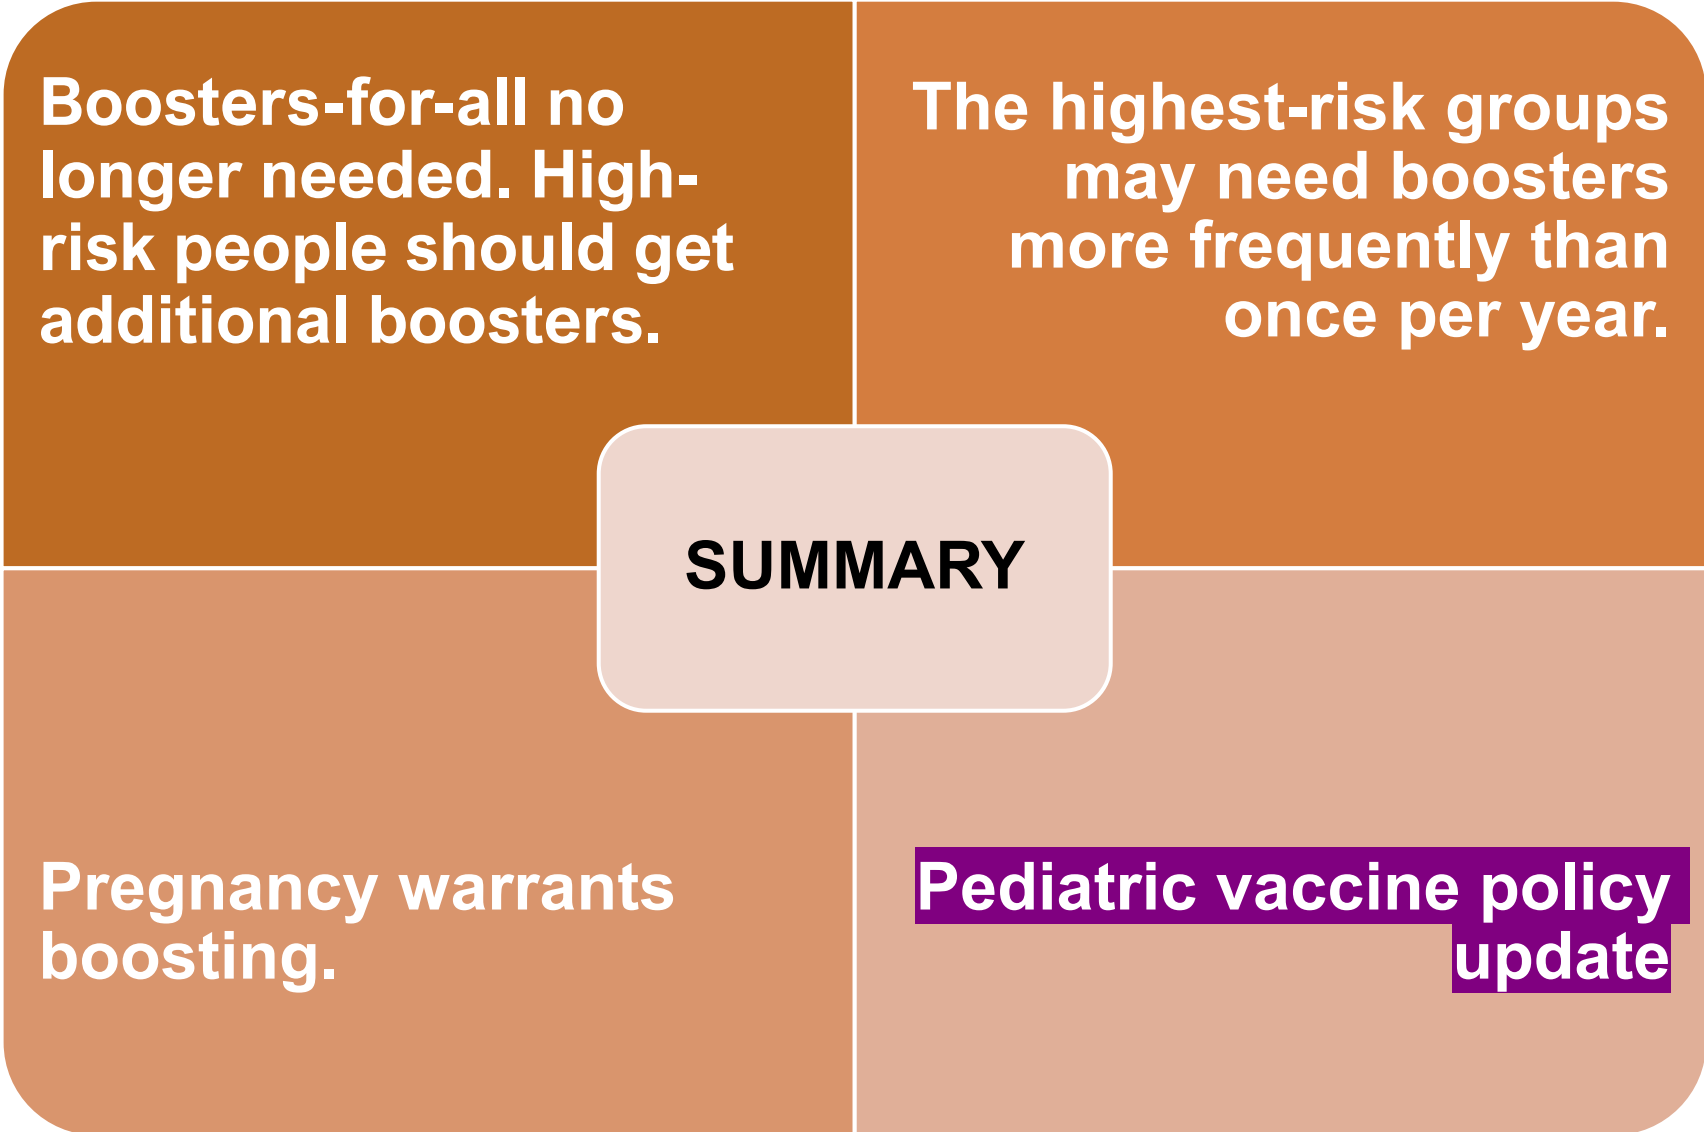 Boosters-for-all no
longer needed. High-
risk people should get
additional boosters.
The highest-risk groups
may need boosters
more frequently than
once per year.
SUMMARY
Pregnancy warrants
boosting.
Pediatric vaccine policy
update